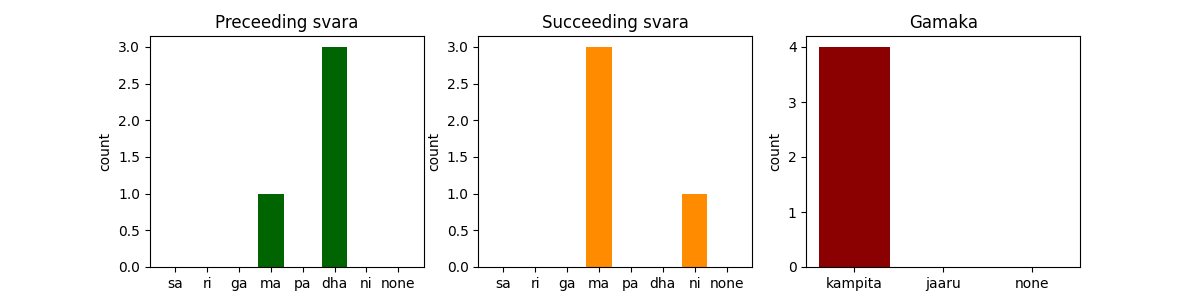 Preceeding svara
count
3.0
2.5
2.0
1.5
1.0
0.5
0.0
sa ri ga ma pa dha ni none
Succeeding svara
count
3.0
2.5
2.0
1.5
1.0
0.5
0.0
sa ri ga ma pa dha ni none
Gamaka
count
4
3
2
1
0
kampita jaaru none